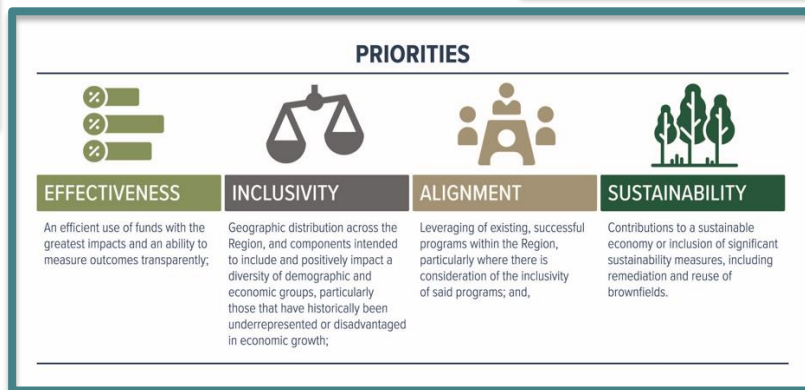 PRIORITIES
%
%
%
EFFECTIVENESS
An efficient use of funds with the
greatest impacts and an ability to
measure outcomes transparently;
INCLUSIVITY
Geographic distribution across the
Region, and components intended
to include and positively impact a
diversity of demographic and
economic groups, particularly
those that have historically been
underrepresented or disadvantaged
in economic growth;
ALIGNMENT
Leveraging of existing, successful
programs within the Region,
particularly where there is
consideration of the inclusivity
of said programs; and,
SUSTAINABILITY
Contributions to a sustainable
economy or inclusion of significant
sustainability measures, including
remediation and reuse of
brownfields.